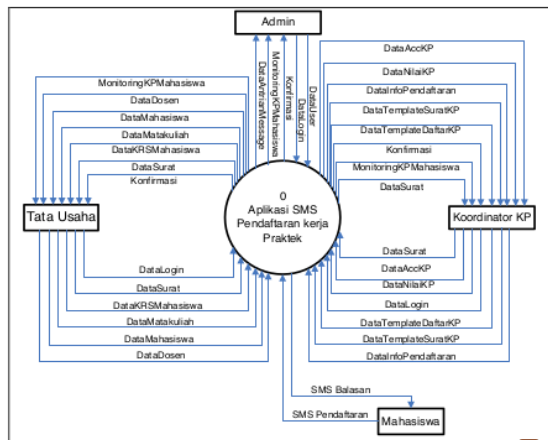 Admin
DataAntrianMessage
MonitoringKPMahasiswa
Konfirmasi
DataLogin
DataUser
MonitoringKPMahasiswa
DataDosen
DataMahasiswa
DataMatakuliah
DataKRSMahasiswa
DataSurat
Konfirmasi
DataAccKP
DataNilaiKP
DataInfoPendaftaran
DataTemplateSuratKP
DataTemplateDaftarKP
Konfirmasi
MonitoringKPMahasiswa
DataSurat
0
Aplikasi SMS
Pendaftaran kerja
Praktek
Tata Usaha
Koordinator KP
DataLogin
DataSurat
DataKRSMahasiswa
DataMatakuliah
DataMahasiswa
DataDosen
DataSurat
DataAccKP
DataNilaiKP
DataLogin
DataTemplateDaftarKP
DataTemplateSuratKP
DataInfoPendaftaran
SMS Balasan
SMS Pendaftaran
Mahasiswa